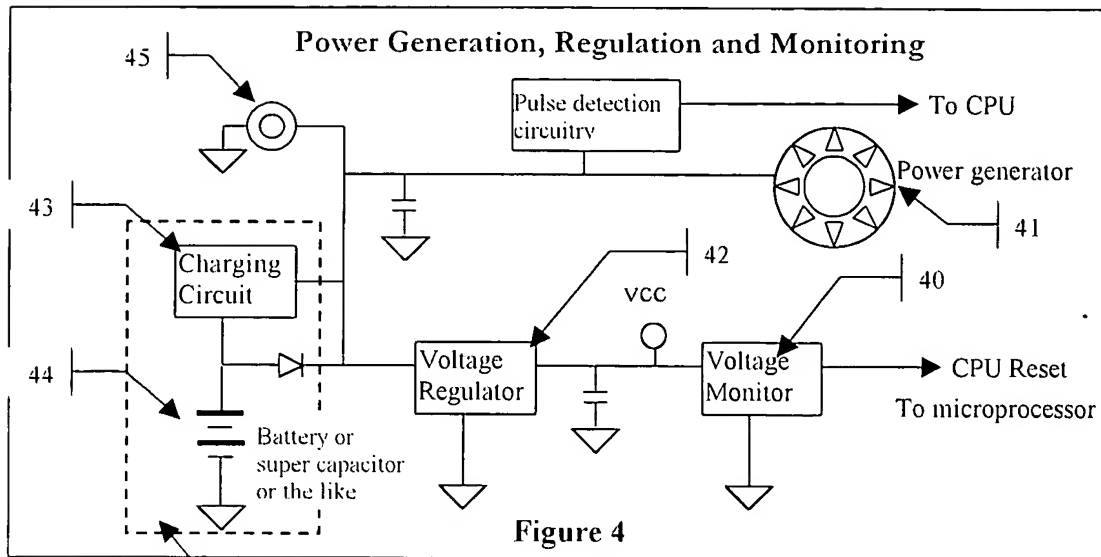 Power Generation, Regulation and Monitoring
45
Pulse detection
circuitry
To CPU
Power generator
41
43
Charging
Circuit
42
VCC
40
44
Voltage
Regulator
Voltage
Monitor
CPU Reset
To microprocessor
Battery or
super capacitor
or the like
Figure 4